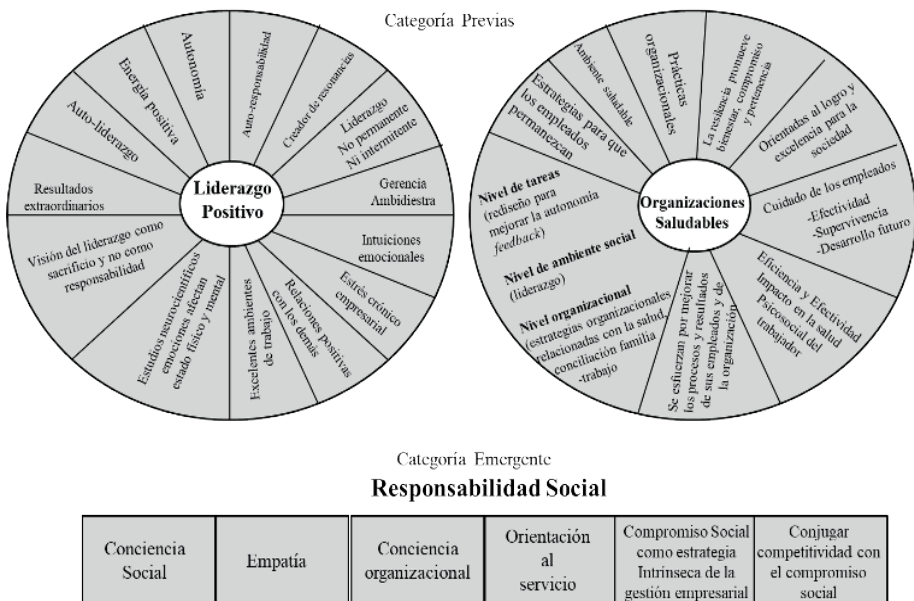 Categoría Previas
Liderazgo
Positivo
Autonomía
Auto-responsabilidad
Creador de resonancias
Liderazgo
No permanente
Ni intermitente
Gerencia
Ambidiestra
Intuiciones
emocionales
Estrés crónico
empresarial
Relaciones positivas
con los demás
Excelentes ambientes
de trabajo
Estudios neurocientíficos
emociones afectan
estado físico y mental
Visión del liderazgo como
sacrificio y no como
responsabilidad
Resultados
extraordinarios
Auto-liderazgo
Energía positiva
Organizaciones
Saludables
Prácticas
organizacionales
La resilencia promueve
bienestar, compromiso
y pertenencia
Orientadas al logro y
excelencia para la
sociedad
Cuidado de los empleados
-Efectividad
-Supervivencia
-Desarrollo futuro
Eficiencia y Efectividad
Impacto en la salud
Psicosocial del
trabajador
Se esfuerzan por mejorar
los procesos y resultados
de sus empleados y de
la organización
Nivel de tareas
(rediseño para
mejorar la autonomía
feedback)
Nivel de ambiente social
(liderazgo)
Nivel organizacional
(estrategias organizacionales
relacionadas con la salud,
conciliación familia
-trabajo
Estrategias para que
los empleados
permanezcan
Ambiente saludable
Categoría Emergente
Responsabilidad Social
Conciencia
Social
Empatía
Conciencia
organizacional
Orientación
al
servicio
Compromiso Social
como estrategia
Intrinseca de la
gestión empresarial
Conjugar
competitividad con
el compromiso
social